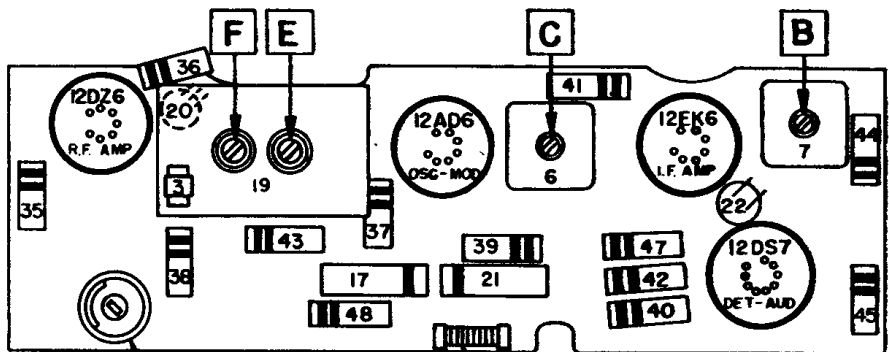 F E C B
36 41
12DZ6 20 12AD6 12EK6 44
R.F. AMP OSC-MOD 6 I.F. AMP 7
35 3 19 37 22
38 43 39 47 12DS7
17 21 42 DET-AUD
48 40 45